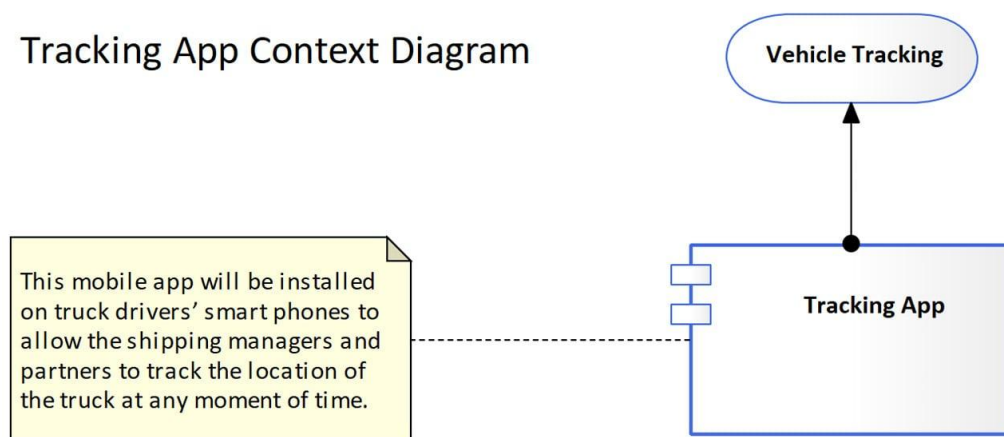 Tracking App Context Diagram
Vehicle Tracking
This mobile app will be installed
on truck drivers’ smart phones to
allow the shipping managers and
partners to track the location of
the truck at any moment of time.
Tracking App